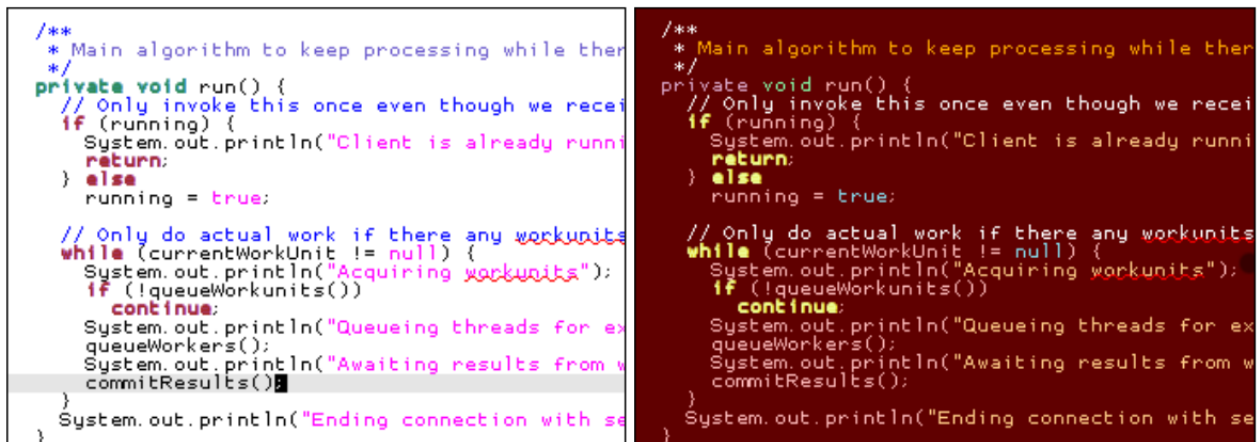 /**
* Main algorithm to keep processing while ther
*/
private void run() {
// Only invoke this once even though we recei
if (running) {
System.out.println("Client is already runni
return;
} else
running = true;
// Only do actual work if there any workunits
while (currentWorkUnit != null) {
System.out.println("Acquiring workunits");
if (!queueWorkunits())
continue;
System.out.println("Queueing threads for ex
queueWorkers();
System.out.println("Awaiting results from w
commitResults();
}
System.out.println("Ending connection with se
}
/**
* Main algorithm to keep processing while ther
*/
private void run() {
// Only invoke this once even though we recei
if (running) {
System.out.println("Client is already runni
return;
} else
running = true;
// Only do actual work if there any workunits
while (currentWorkUnit != null) {
System.out.println("Acquiring workunits");
if (!queueWorkunits())
continue;
System.out.println("Queueing threads for ex
queueWorkers();
System.out.println("Awaiting results from w
commitResults();
}
System.out.println("Ending connection with se
}